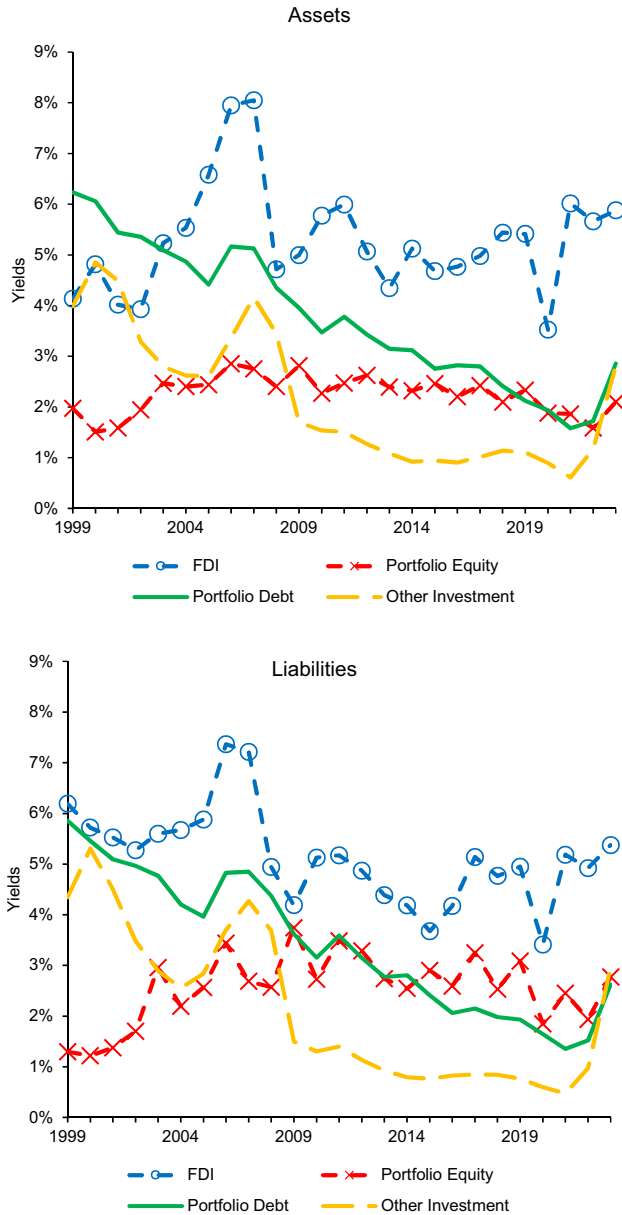 Assets
9%
8%
7%
6%
5%
4%
3%
2%
1%
0%
Yields
1999 2004 2009 2014 2019
FDI Portfolio Equity
Portfolio Debt Other Investment
Liabilities
9%
8%
7%
6%
5%
4%
3%
2%
1%
0%
Yields
1999 2004 2009 2014 2019
FDI Portfolio Equity
Portfolio Debt Other Investment